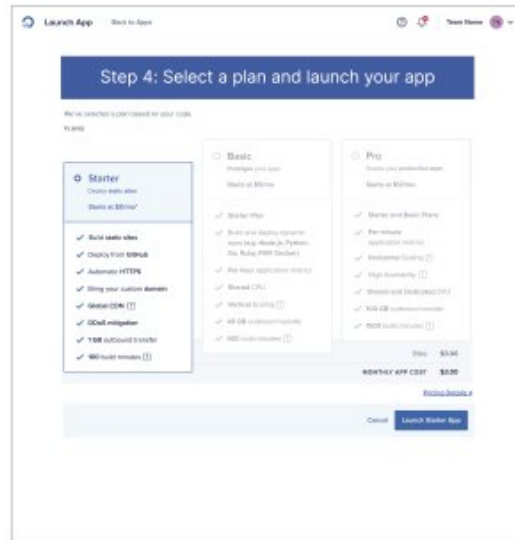 Launch App
Back to Apps
Team Name
Step 4: Select a plan and launch your app
We've selected a plan based on your code.
PLANS
Starter
Deploy static sites
Starts at $0/mo*
Build static sites
Deploy from GitHub
Automatic HTTPS
Bring your custom domain
Global CDN [?]
DDoS mitigation
1 GB outbound transfer
100 build minutes [?]
Basic
Prototype your apps
Starts at $5/mo
Starter Plan
Build and deploy dynamic
apps (e.g. Node.js, Python,
Go, Ruby, PHP, Docker)
Per-hour application metrics
Shared CPU
Vertical Scaling [?]
40 GB outbound transfer
400 build minutes [?]
Pro
Deploy your production apps
Starts at $12/mo
Starter and Basic Plans
Per-minute
application metrics
Horizontal Scaling [?]
High Availability [?]
Shared and Dedicated CPU
100 GB outbound transfer
1000 build minutes [?]
$0.00
MONTHLY APP COST $0.00
Pricing Details
Cancel
Launch Starter App